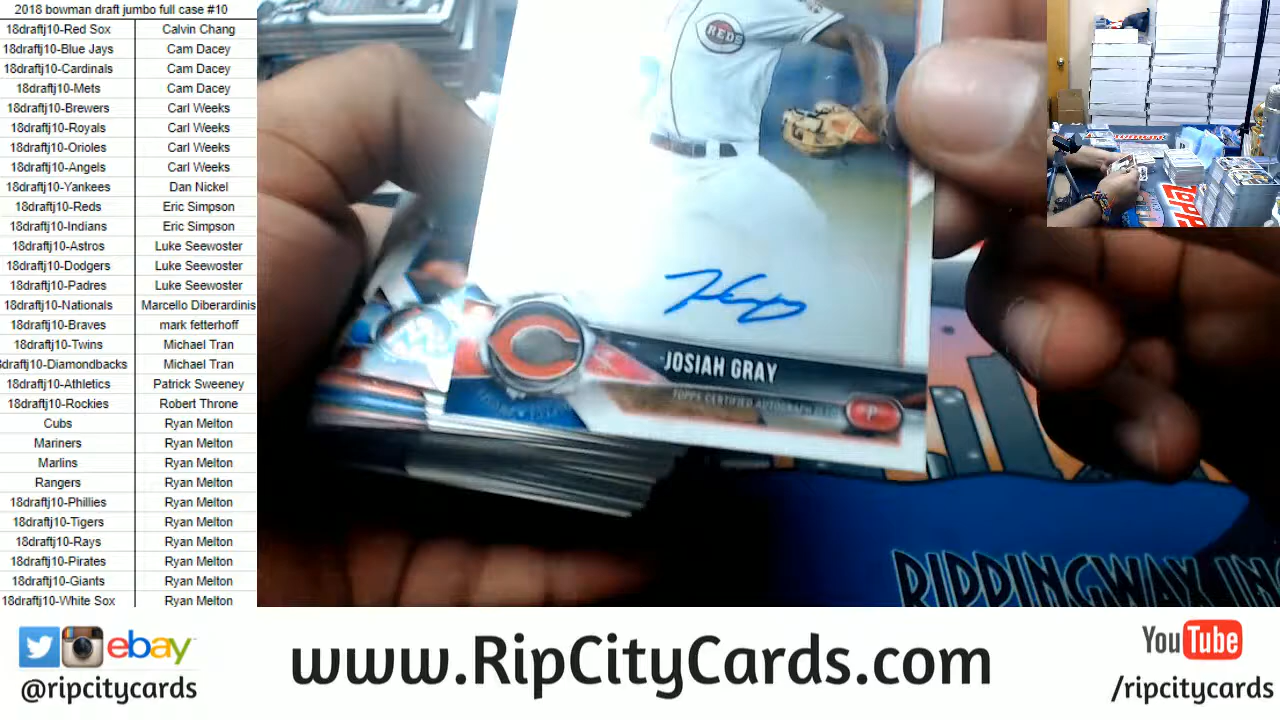 2018 bowman draft jumbo full case #10
18draftj10-Red Sox Calvin Chang
18draftj10-Blue Jays Cam Dacey
18draftj10-Cardinals Cam Dacey
18draftj10-Mets Cam Dacey
18draftj10-Brewers Carl Weeks
18draftj10-Royals Carl Weeks
18draftj10-Orioles Carl Weeks
18draftj10-Angels Carl Weeks
18draftj10-Yankees Dan Nickel
18draftj10-Reds Eric Simpson
18draftj10-Indians Eric Simpson
18draftj10-Astros Luke Seewoster
18draftj10-Dodgers Luke Seewoster
18draftj10-Padres Luke Seewoster
18draftj10-Nationals Marcello Diberardinis
18draftj10-Braves mark fetterhoff
18draftj10-Twins Michael Tran
draftj10-Diamondbacks Michael Tran
18draftj10-Athletics Patrick Sweeney
18draftj10-Rockies Robert Throne
Cubs Ryan Melton
Mariners Ryan Melton
Marlins Ryan Melton
Rangers Ryan Melton
18draftj10-Phillies Ryan Melton
18draftj10-Tigers Ryan Melton
18draftj10-Rays Ryan Melton
18draftj10-Pirates Ryan Melton
18draftj10-Giants Ryan Melton
18draftj10-White Sox Ryan Melton
REDS
JOSIAH GRAY
TOPPS CERTIFIED AUTOGRAPH ISSUE
P
RIPPINGWAX.IN
TOPPS
ebay
@ripcitycards
www.RipCityCards.com
YouTube
/ripcitycards